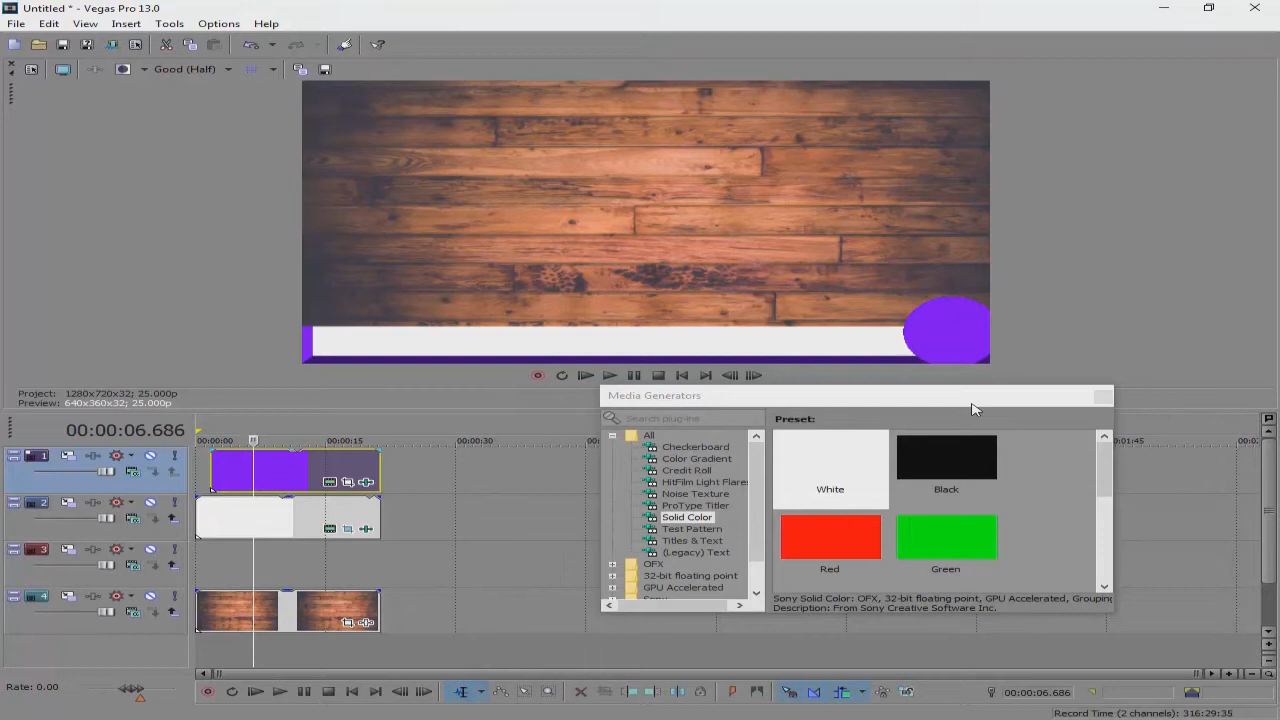 Untitled * - Vegas Pro 13.0
File Edit View Insert Tools Options Help
Good (Half)
Project: 1280x720x32; 25.000p
Preview: 640x360x32; 25.000p
Media Generators
Search plug-ins
Preset:
All
Checkerboard
Color Gradient
Credit Roll
HitFilm Light Flares
Noise Texture
ProType Titler
Solid Color
Test Pattern
Titles & Text
(Legacy) Text
OFX
32-bit floating point
GPU Accelerated
White
Black
Red
Green
Sony Solid Color: OFX, 32-bit floating point, GPU Accelerated, Grouping
Description: From Sony Creative Software Inc.
00:00:06.686
00:00:00 00:00:15 00:00:30 01:45
1
2
3
4
Rate: 0.00
00:00:06.686
Record Time (2 channels): 316:29:35